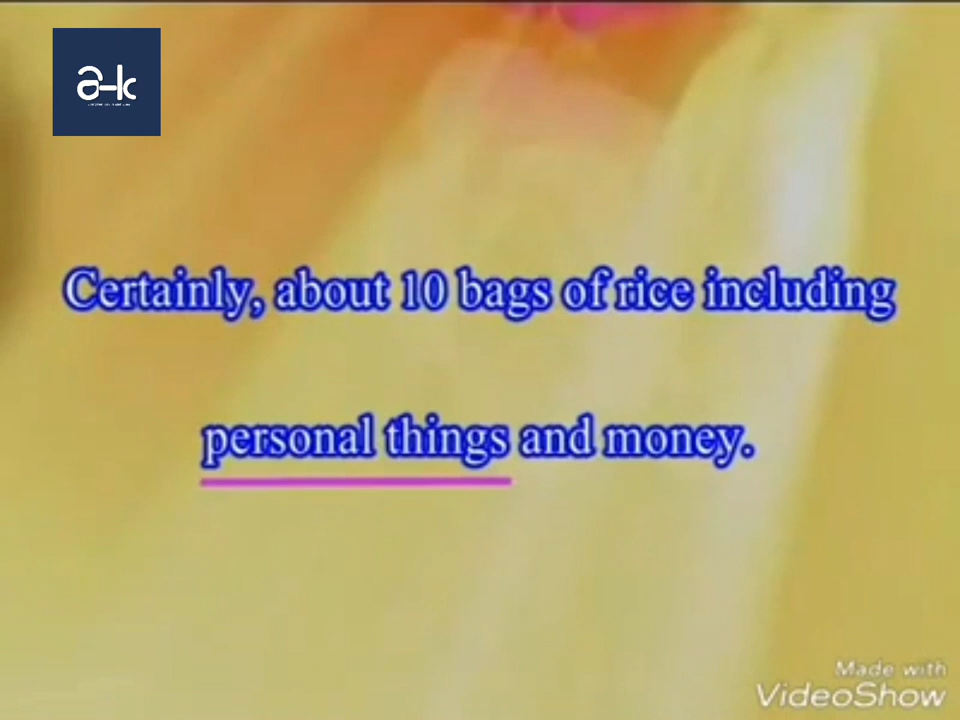 a-k
Certainly, about 10 bags of rice including
personal things and money.
Made with
VideoShow